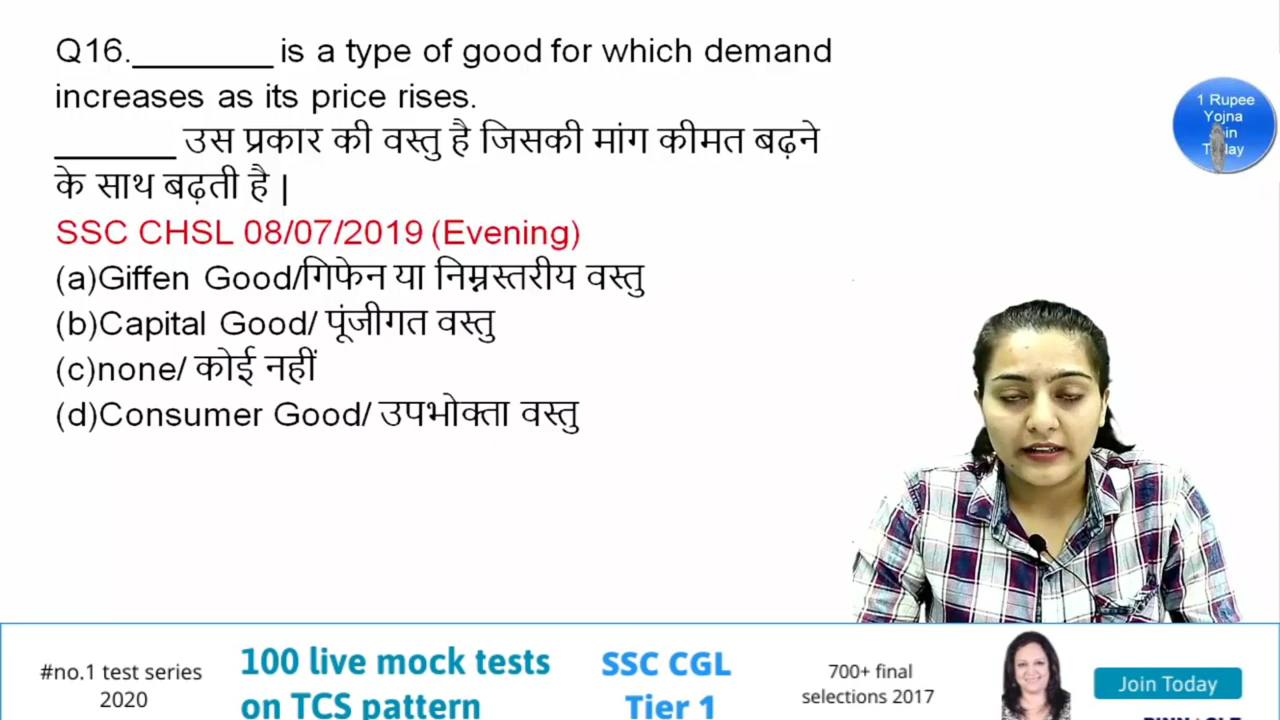 Q16.________ is a type of good for which demand
increases as its price rises.
_______ उस प्रकार की वस्तु है जिसकी मांग कीमत बढ़ने
के साथ बढ़ती है |
SSC CHSL 08/07/2019 (Evening)
(a)Giffen Good/गिफेन या निम्नस्तरीय वस्तु
(b)Capital Good/ पूंजीगत वस्तु
(c)none/ कोई नहीं
(d)Consumer Good/ उपभोक्ता वस्तु
1 Rupee
Yojna
Join
Today
#no.1 test series
2020
100 live mock tests
on TCS pattern
SSC CGL
Tier 1
700+ final
selections 2017
Join Today